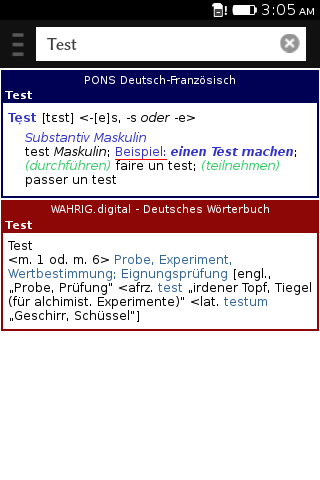 3:05 AM
Test
PONS Deutsch-Französisch
Test
Tẹst [tɛst] <-[e]s, -s oder -e>
Substantiv Maskulin
test Maskulin; Beispiel: einen Test machen;
(durchführen) faire un test; (teilnehmen)
passer un test
WAHRIG.digital - Deutsches Wörterbuch
Test
Test
<m. 1 od. m. 6> Probe, Experiment,
Wertbestimmung; Eignungsprüfung [engl.,
„Probe, Prüfung“ <afrz. test „irdener Topf, Tiegel
(für alchimist. Experimente)“ <lat. testum
„Geschirr, Schüssel“]